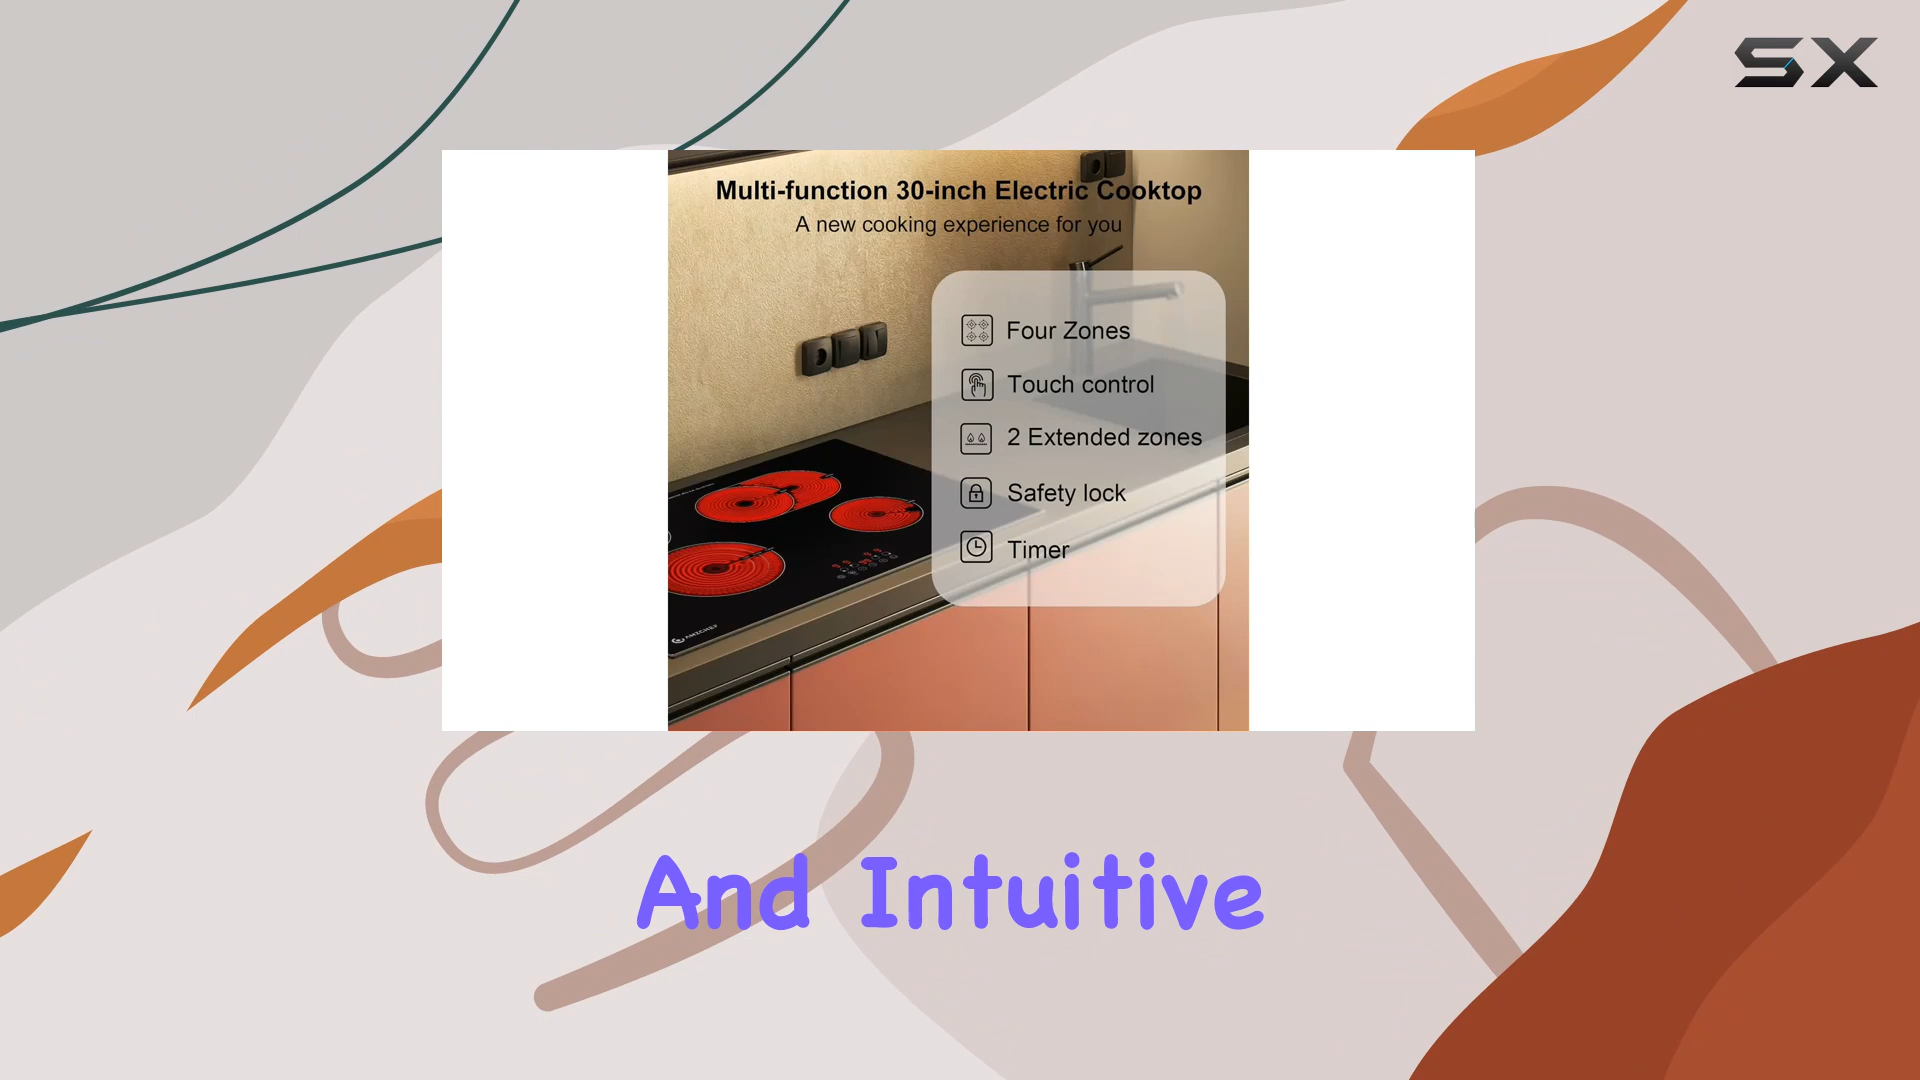 SX
Multi-function 30-inch Electric Cooktop
A new cooking experience for you
Four Zones
Touch control
2 Extended zones
Safety lock
Timer
AMZCHEF
And Intuitive